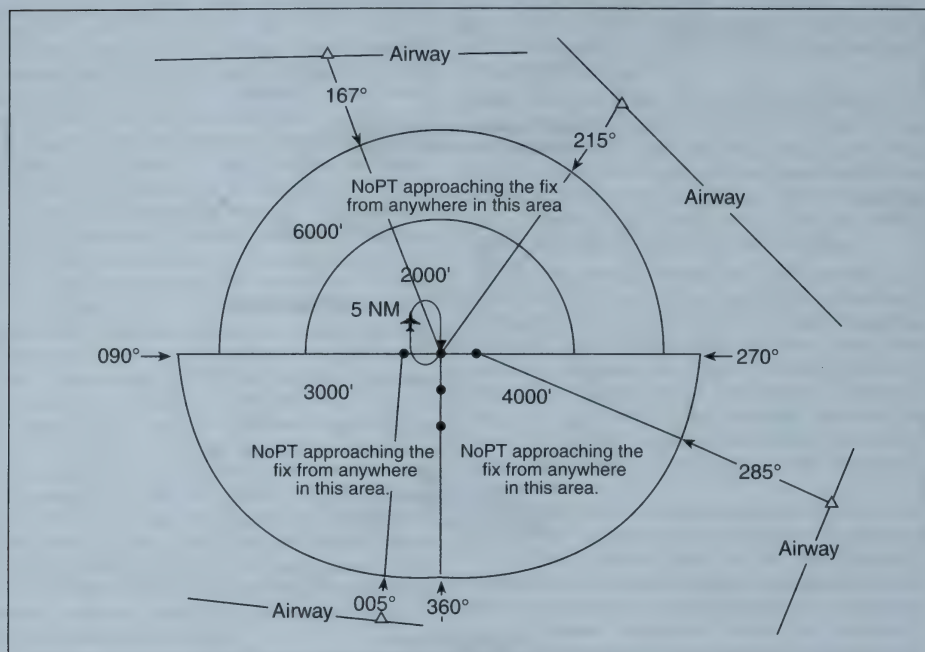 Airway
167°
215°
NoPT approaching the fix
from anywhere in this area
Airway
6000'
2000'
5 NM
090°
270°
3000'
4000'
NoPT approaching the
fix from anywhere
in this area.
NoPT approaching the
fix from anywhere
in this area.
285°
Airway
Airway
005°
360°